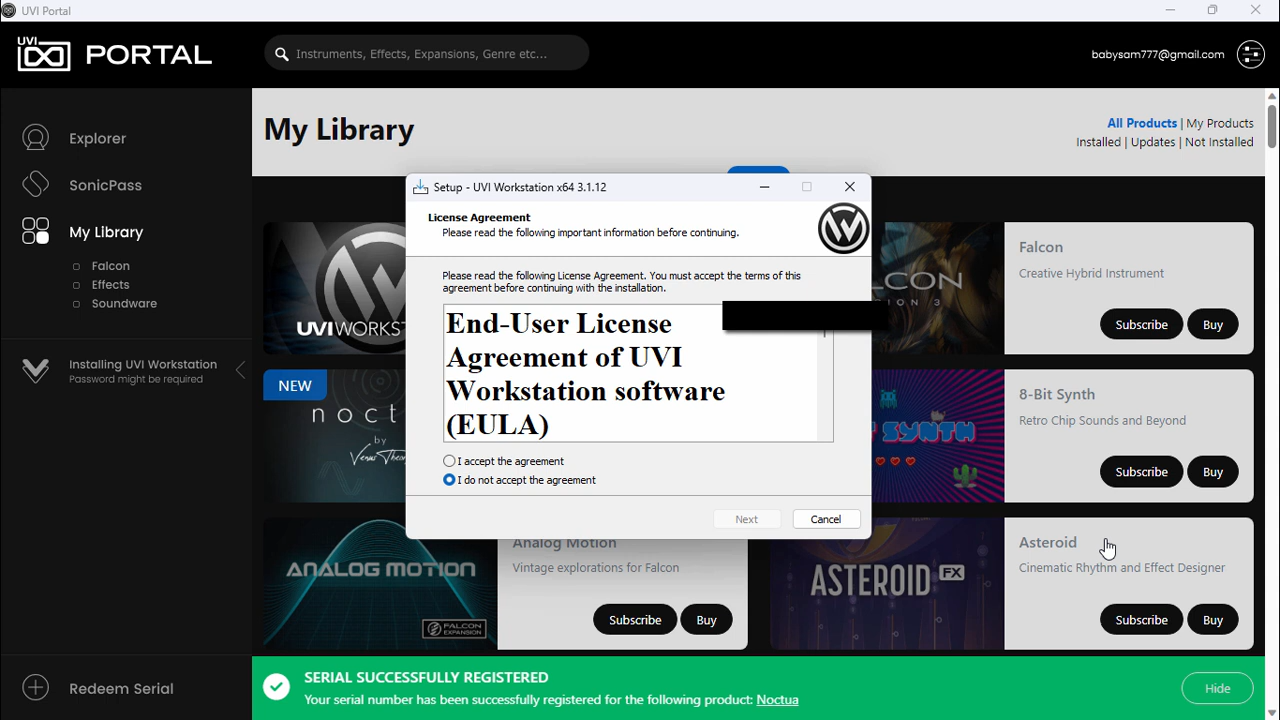 UVI Portal
UVI PORTAL
Instruments, Effects, Expansions, Genre etc...
babysam777@gmail.com
Explorer
SonicPass
My Library
Falcon
Effects
Soundware
Installing UVI Workstation
Password might be required
Redeem Serial
My Library
All Products | My Products
Installed | Updates | Not Installed
Setup - UVI Workstation x64 3.1.12
License Agreement
Please read the following important information before continuing.
Please read the following License Agreement. You must accept the terms of this
agreement before continuing with the installation.
End-User License
Agreement of UVI
Workstation software
(EULA)
I accept the agreement
I do not accept the agreement
Next
Cancel
UVIWORKST
Falcon
Creative Hybrid Instrument
Subscribe
Buy
NEW
noct
by
8-Bit Synth
Retro Chip Sounds and Beyond
Subscribe
Buy
ANALOG MOTION
FALCON
EXPANSION
Analog Motion
Vintage explorations for Falcon
Subscribe
Buy
ASTEROID FX
Asteroid
Cinematic Rhythm and Effect Designer
Subscribe
Buy
SERIAL SUCCESSFULLY REGISTERED
Your serial number has been successfully registered for the following product: Noctua
Hide